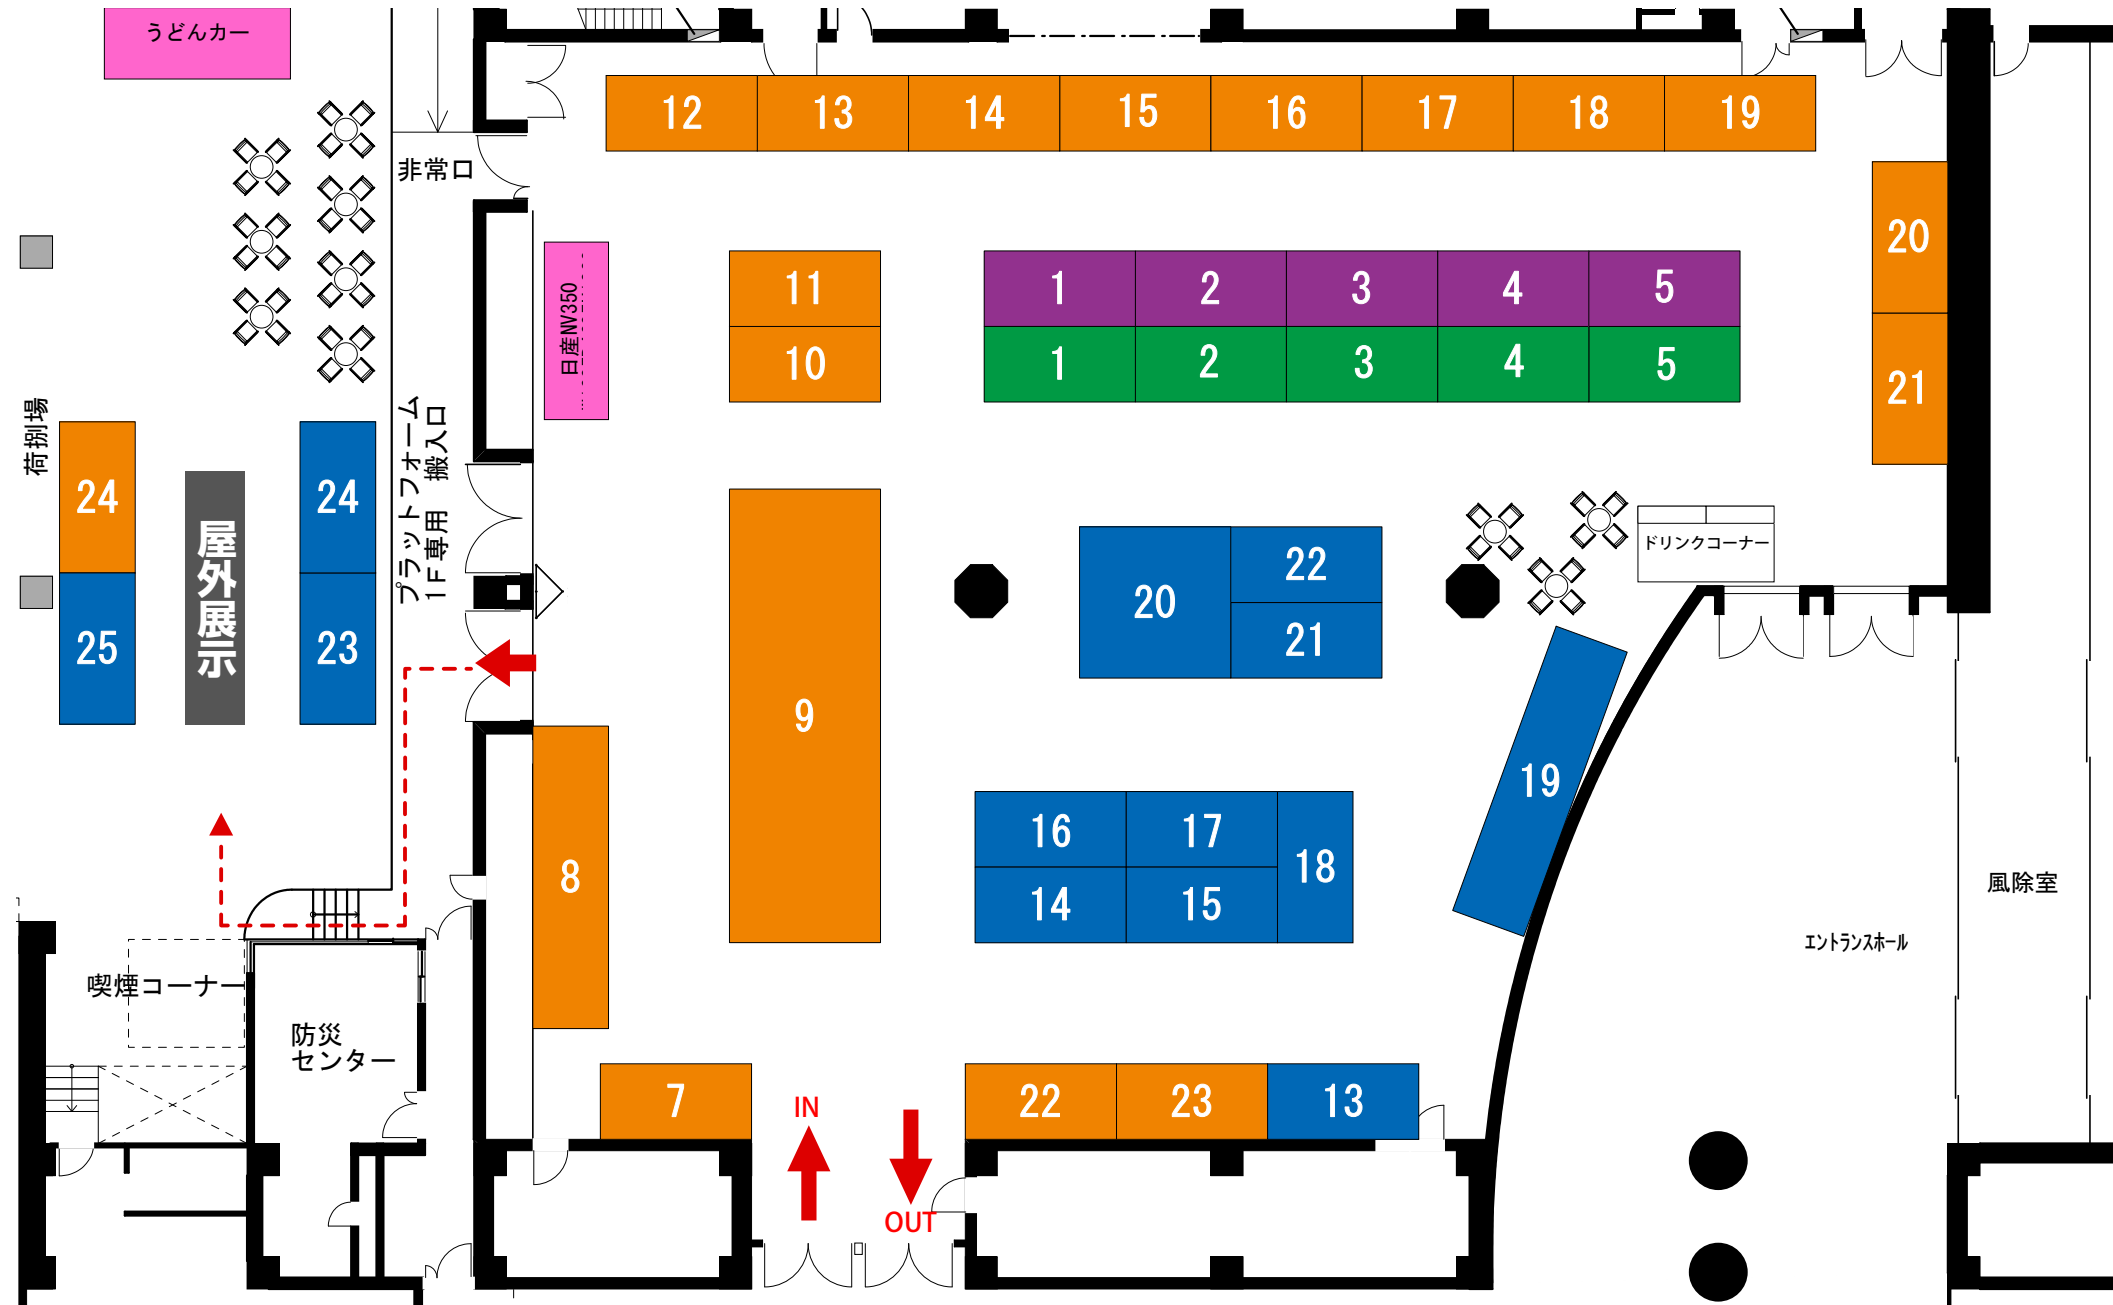 うどんカー
12 13 14 15 16 17 18 19
非常口
20
21
11
10
日産NV350
1 2 3 4 5
1 2 3 4 5
荷捌場
プラットフォーム
1F専用 搬入口
24
25
屋外展示
24
23
9
20
22
21
ドリンクコーナー
19
8
16 17
18
14 15
風除室
エントランスホール
喫煙コーナー
防災
センター
7
IN
OUT
22 23 13